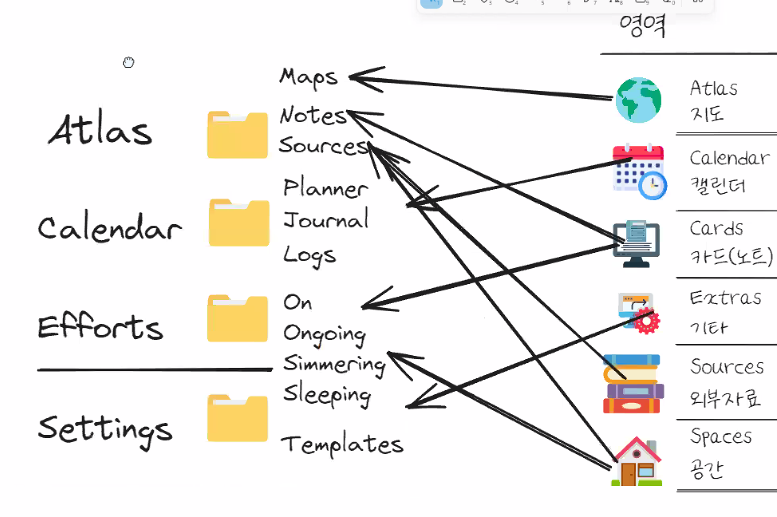 영역
Atlas
Maps
Notes
Sources
Calendar
Planner
Journal
Logs
Efforts
On
Ongoing
Simmering
Sleeping
Settings
Templates
Atlas
지도
Calendar
캘린더
Cards
카드(노트)
Extras
기타
Sources
외부자료
Spaces
공간